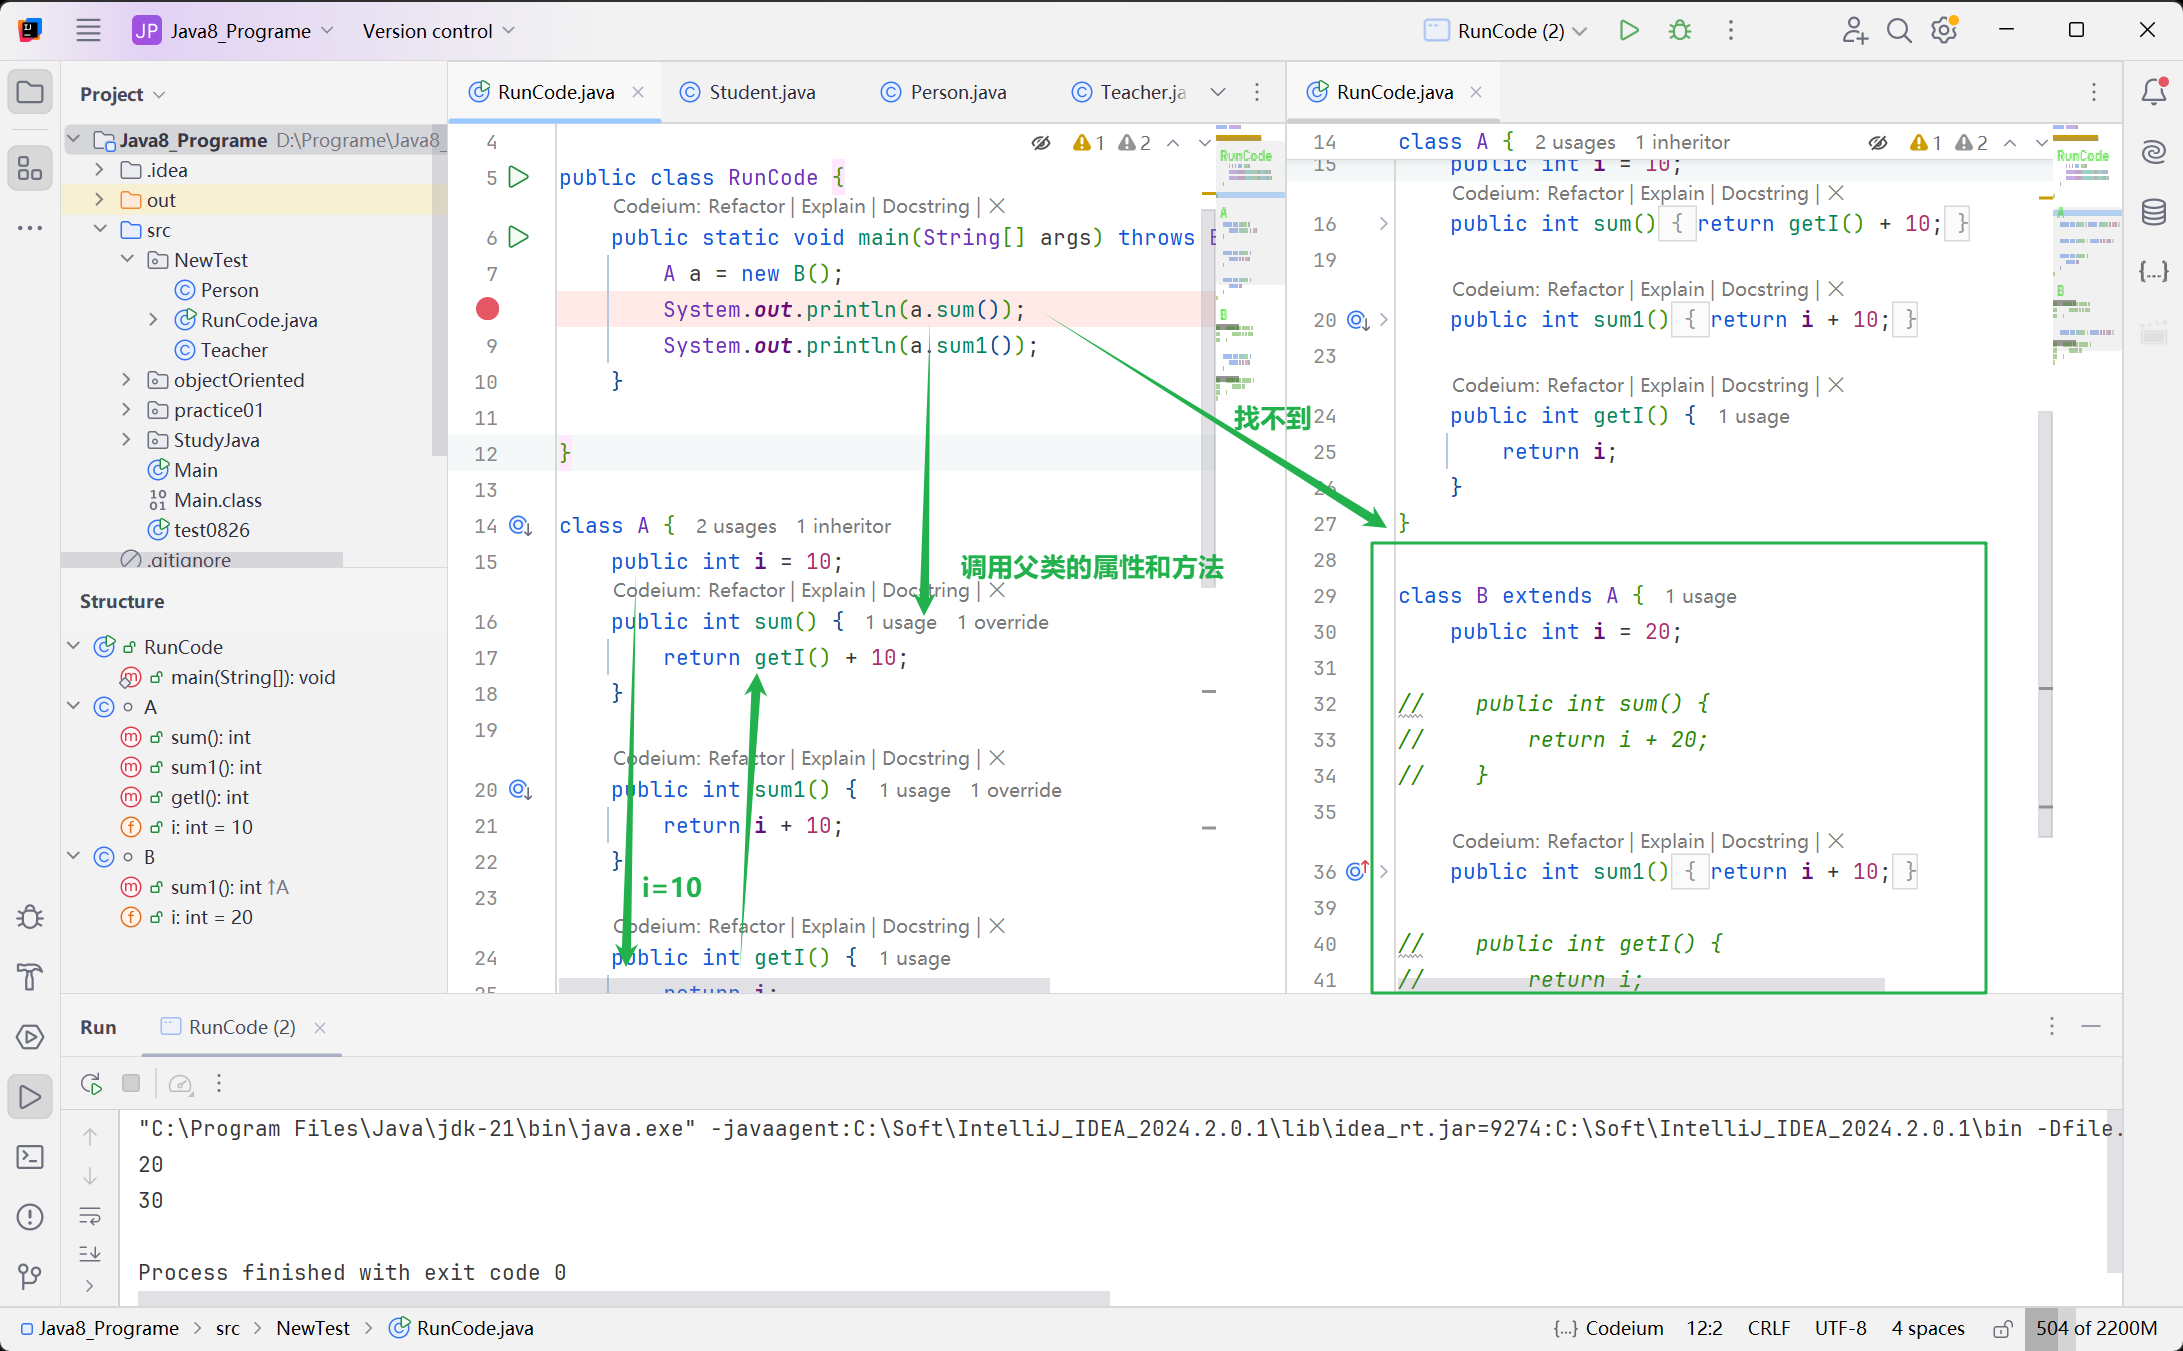 JP Java8_Programe Version control RunCode (2)
Project
Java8_Programe D:\Programe\Java8_
.idea
out
src
NewTest
Person
RunCode.java
Teacher
objectOriented
practice01
StudyJava
Main
Main.class
test0826
.gitignore
Structure
RunCode
main(String[]): void
A
sum(): int
sum1(): int
getI(): int
i: int = 10
B
sum1(): int ↑A
i: int = 20
RunCode.java Student.java Person.java Teacher.ja
4 1 2
5 public class RunCode {
Codeium: Refactor | Explain | Docstring | ×
6 public static void main(String[] args) throws E
7 A a = new B();
System.out.println(a.sum());
9 System.out.println(a.sum1());
10 }
11
12 }
13
14 class A { 2 usages 1 inheritor
15 public int i = 10;
调用父类的属性和方法
Codeium: Refactor | Explain | Docstring | ×
16 public int sum() { 1 usage 1 override
17 return getI() + 10;
18 }
19
Codeium: Refactor | Explain | Docstring | ×
20 public int sum1() { 1 usage 1 override
21 return i + 10;
22 }
i=10
23
Codeium: Refactor | Explain | Docstring | ×
24 public int getI() { 1 usage
25 return i;
RunCode
A
B
找不到
RunCode.java
14 class A { 2 usages 1 inheritor 1 2
15 public int i = 10;
Codeium: Refactor | Explain | Docstring | ×
16 public int sum() { return getI() + 10; }
19
Codeium: Refactor | Explain | Docstring | ×
20 public int sum1() { return i + 10; }
23
Codeium: Refactor | Explain | Docstring | ×
24 public int getI() { 1 usage
25 return i;
26 }
27 }
28
29 class B extends A { 1 usage
30 public int i = 20;
31
32 // public int sum() {
33 // return i + 20;
34 // }
35
Codeium: Refactor | Explain | Docstring | ×
36 public int sum1() { return i + 10; }
39
40 // public int getI() {
41 // return i;
RunCode
A
B
Run RunCode (2)
"C:\Program Files\Java\jdk-21\bin\java.exe" -javaagent:C:\Soft\IntelliJ_IDEA_2024.2.0.1\lib\idea_rt.jar=9274:C:\Soft\IntelliJ_IDEA_2024.2.0.1\bin -Dfile.
20
30
Process finished with exit code 0
Java8_Programe > src > NewTest > RunCode.java {...} Codeium 12:2 CRLF UTF-8 4 spaces 504 of 2200M